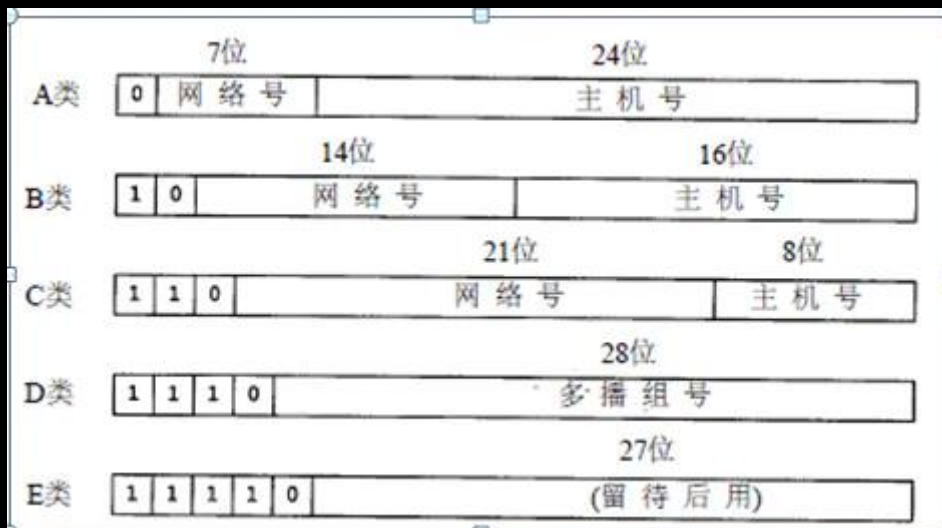 7位 24位
A类 0 网络号 主机号
14位 16位
B类 1 0 网络号 主机号
21位 8位
C类 1 1 0 网络号 主机号
28位
D类 1 1 1 0 多播组号
27位
E类 1 1 1 1 0 (留待后用)